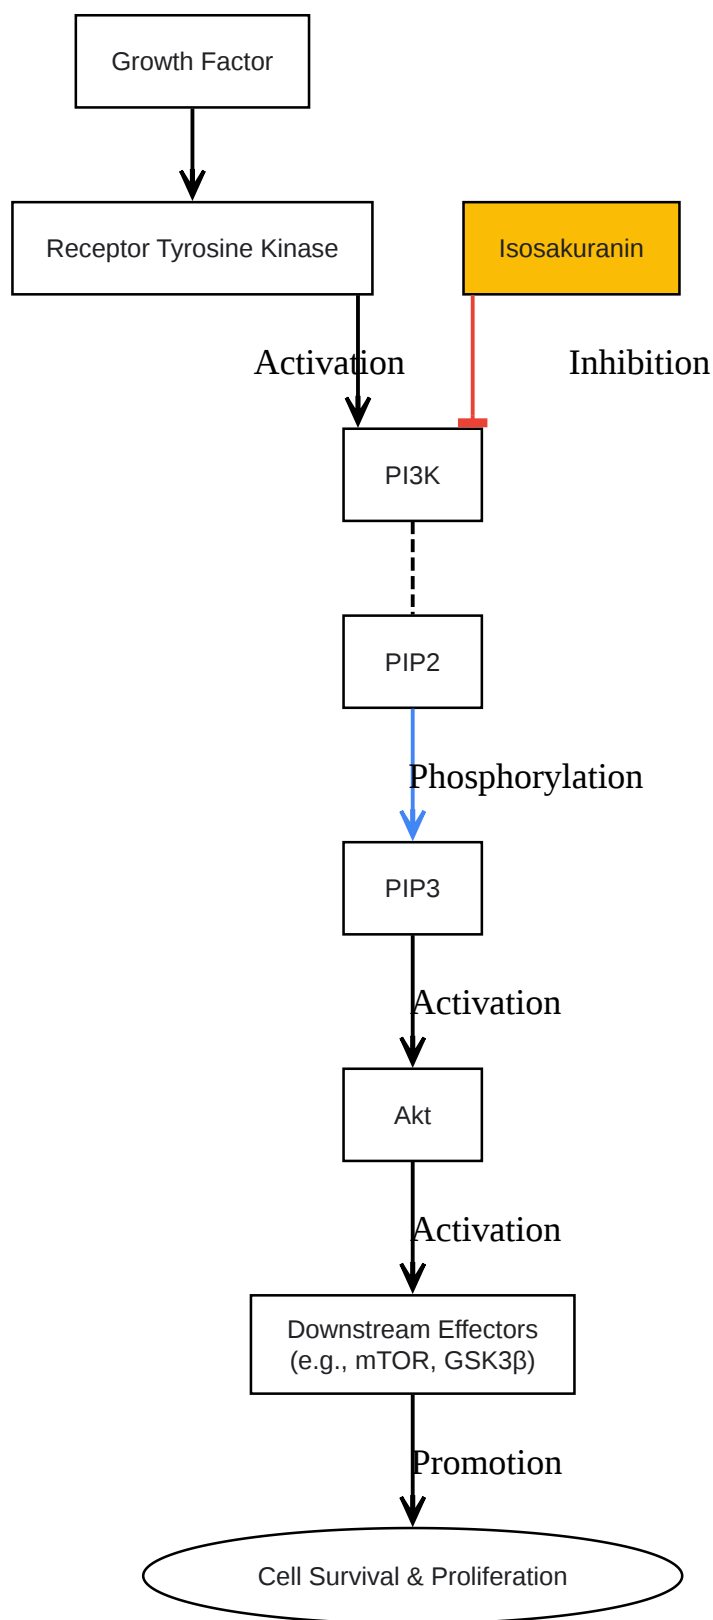 Growth Factor
Receptor Tyrosine Kinase
Isosakuranin
Activation
Inhibition
PI3K
PIP2
Phosphorylation
PIP3
Activation
Akt
Activation
Downstream Effectors
(e.g., mTOR, GSK3β)
Promotion
Cell Survival & Proliferation